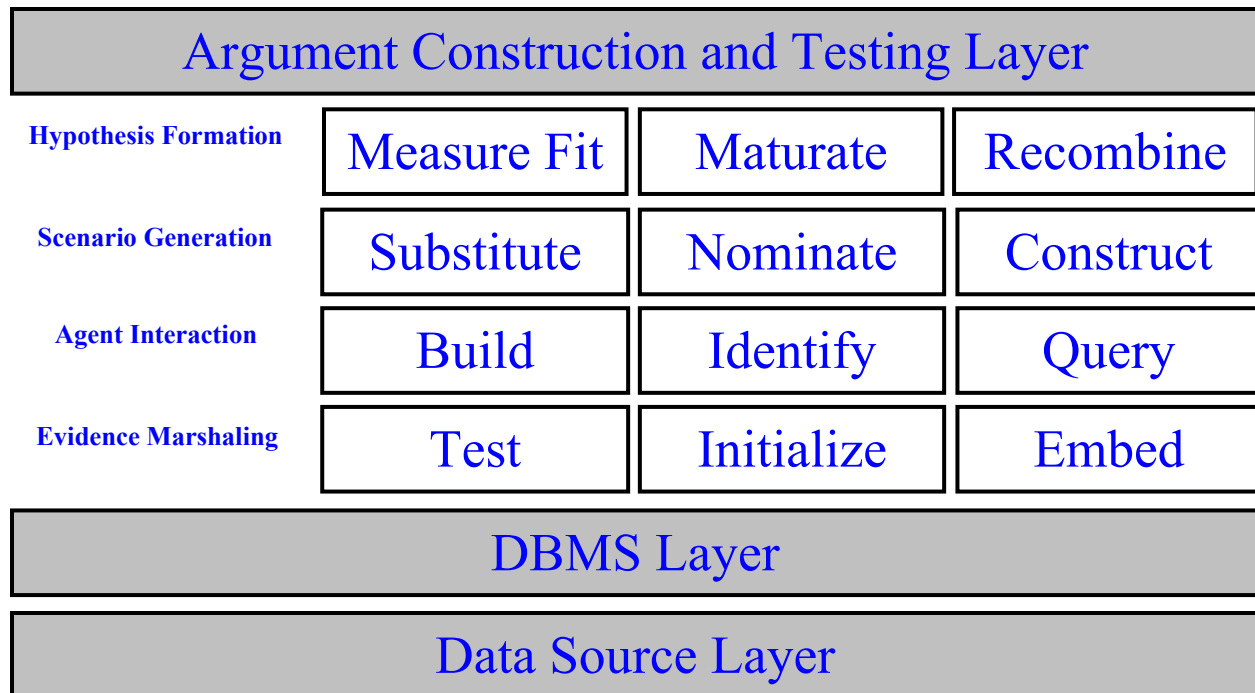 Argument Construction and Testing Layer
Hypothesis Formation
Measure Fit
Maturate
Recombine
Scenario Generation
Substitute
Nominate
Construct
Agent Interaction
Build
Identify
Query
Evidence Marshaling
Test
Initialize
Embed
DBMS Layer
Data Source Layer